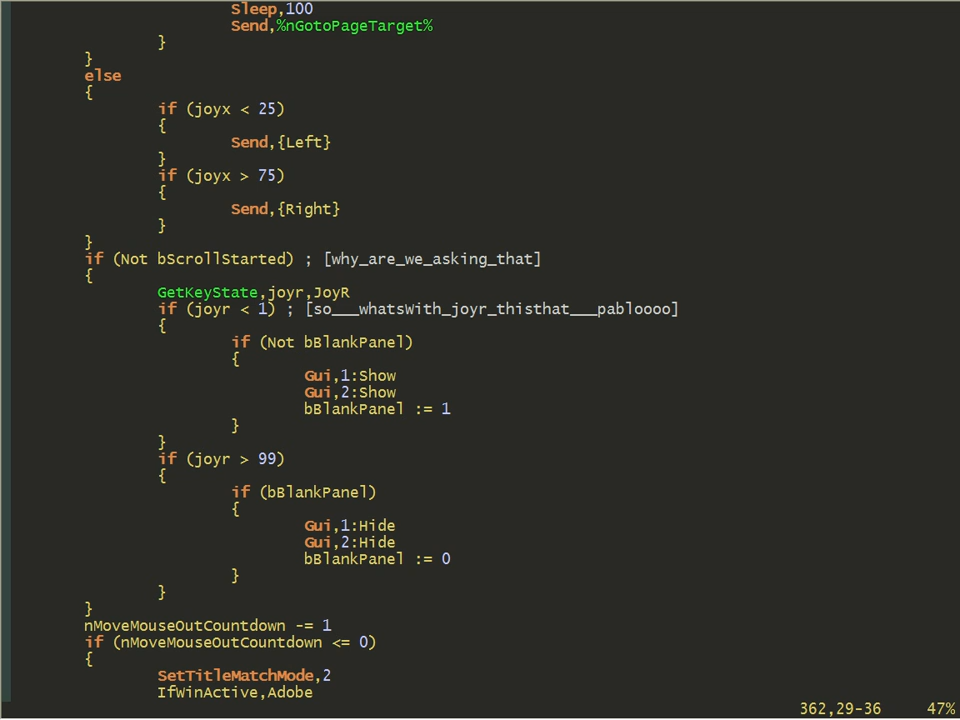 Sleep,100
Send,%nGotoPageTarget%
}
}
else
{
if (joyx < 25)
{
Send,{Left}
}
if (joyx > 75)
{
Send,{Right}
}
}
if (Not bScrollStarted) ; [why_are_we_asking_that]
{
GetKeyState,joyr,JoyR
if (joyr < 1) ; [so___whatsWith_joyr_thisthat___pabloooo]
{
if (Not bBlankPanel)
{
Gui,1:Show
Gui,2:Show
bBlankPanel := 1
}
}
if (joyr > 99)
{
if (bBlankPanel)
{
Gui,1:Hide
Gui,2:Hide
bBlankPanel := 0
}
}
}
nMoveMouseOutCountdown -= 1
if (nMoveMouseOutCountdown <= 0)
{
SetTitleMatchMode,2
IfWinActive,Adobe
362,29-36 47%